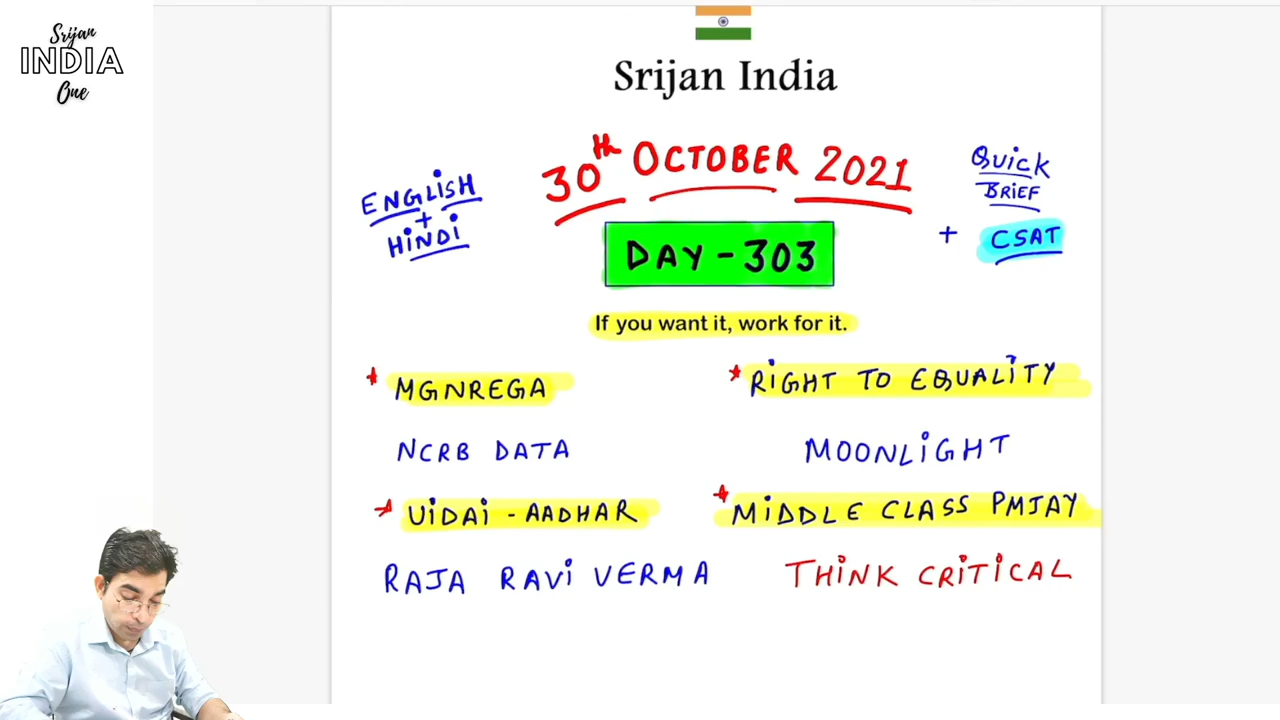 Srijan
INDIA
One
Srijan India
30th OCTOBER 2021
ENGLISH
+
HINDI
QUICK
BRIEF
+ CSAT
DAY - 303
If you want it, work for it.
* MGNREGA
* RIGHT TO EQUALITY
NCRB DATA
MOONLIGHT
* UIDAI - AADHAR
* MIDDLE CLASS PMJAY
RAJA RAVI VERMA
THINK CRITICAL